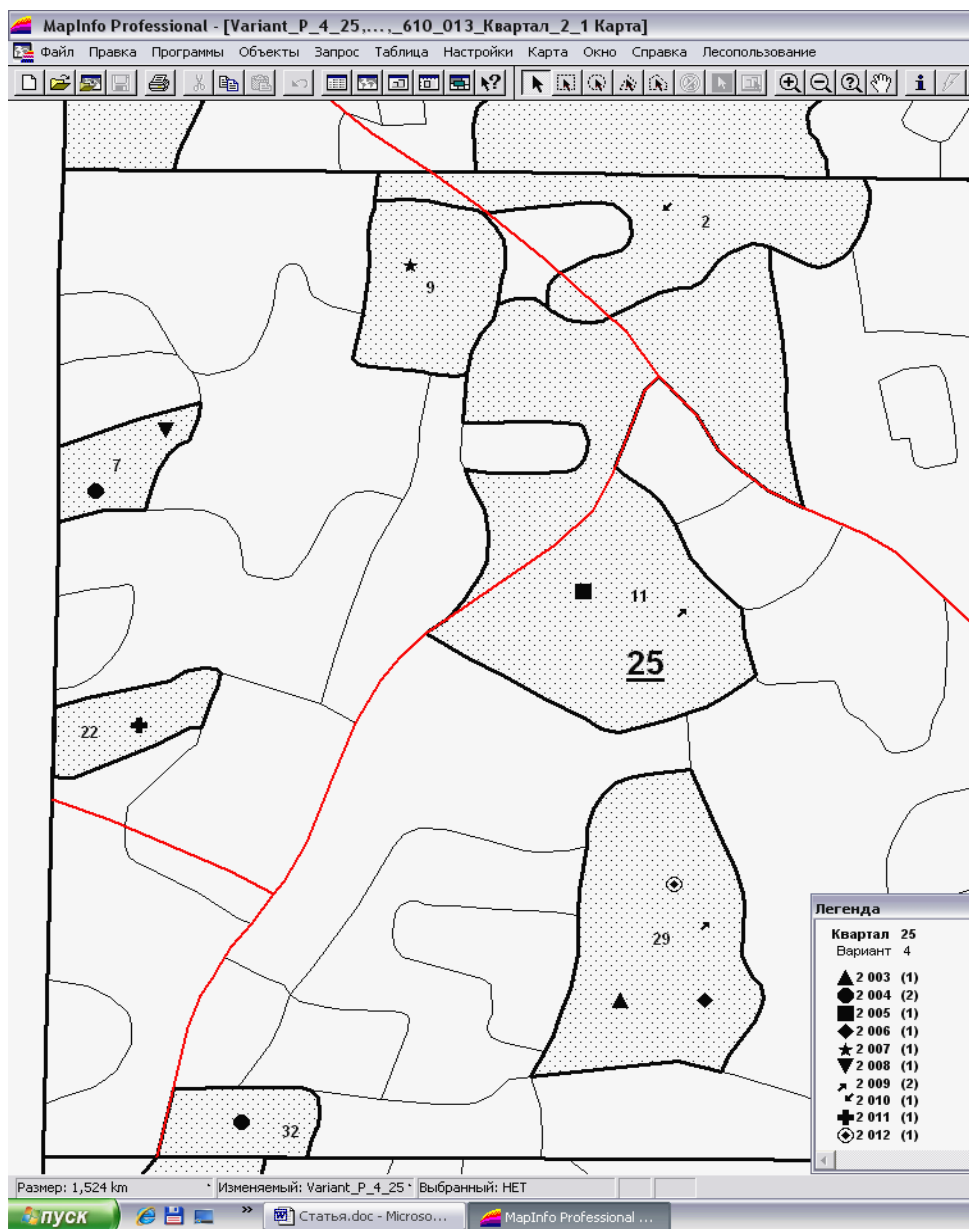 MapInfo Professional - [Variant_P_4_25,...,_610_013_Квартал_2_1 Карта]
Файл Правка Программы Объекты Запрос Таблица Настройки Карта Окно Справка Лесопользование
2
9
7
11
25
22
29
32
Легенда
Квартал 25
Вариант 4
2 003 (1)
2 004 (2)
2 005 (1)
2 006 (1)
2 007 (1)
2 008 (1)
2 009 (2)
2 010 (1)
2 011 (1)
2 012 (1)
Размер: 1,524 km Изменяемый: Variant_P_4_25 Выбранный: НЕТ
пуск » Статья.doc - Microso... MapInfo Professional ...